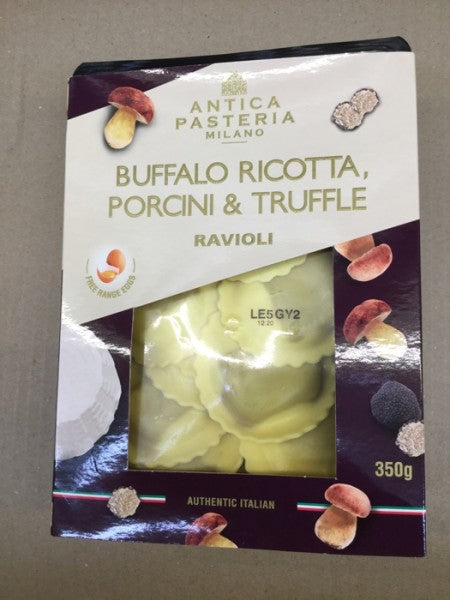 ANTICA
PASTERIA
MILANO
BUFFALO RICOTTA,
PORCINI & TRUFFLE
RAVIOLI
FREE RANGE EGGS
LE5GY2
12:20
350g
AUTHENTIC ITALIAN